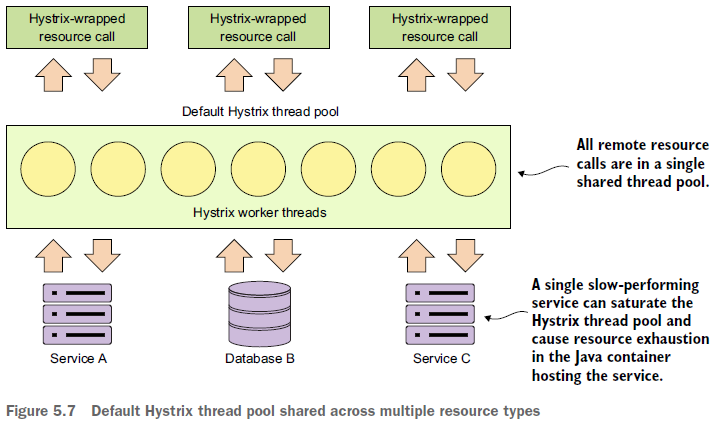 Hystrix-wrapped
resource call
Hystrix-wrapped
resource call
Hystrix-wrapped
resource call
Default Hystrix thread pool
All remote resource
calls are in a single
shared thread pool.
Hystrix worker threads
A single slow-performing
service can saturate the
Hystrix thread pool and
cause resource exhaustion
in the Java container
hosting the service.
Service A
Database B
Service C
Figure 5.7 Default Hystrix thread pool shared across multiple resource types